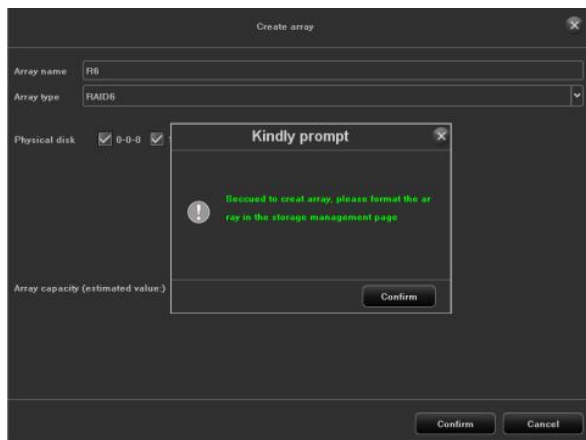 Create array
Array name R6
Array type RAID6
Physical disk 0-0-0
Kindly prompt
Seccued to creat array, please format the ar
ray in the storage management page
Array capacity (estimated value:)
Confirm
Confirm Cancel